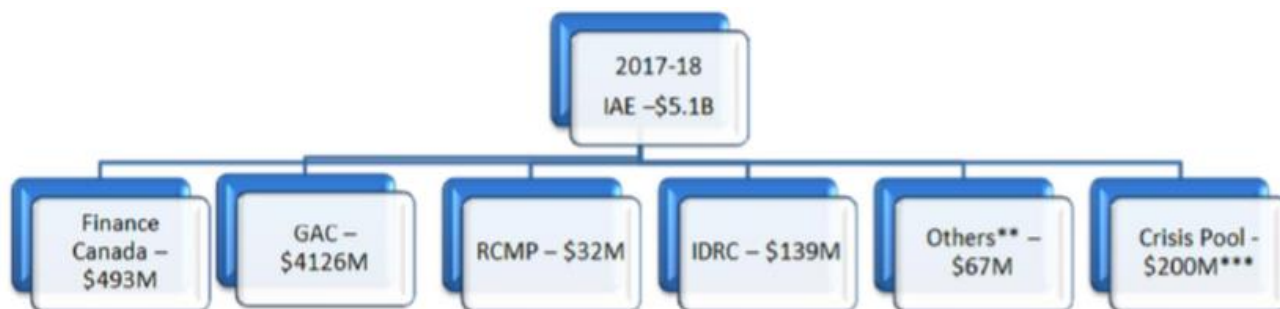 2017-18
IAE –$5.1B
Finance
Canada –
$493M
GAC –
$4126M
RCMP – $32M
IDRC – $139M
Others** –
$67M
Crisis Pool -
$200M***